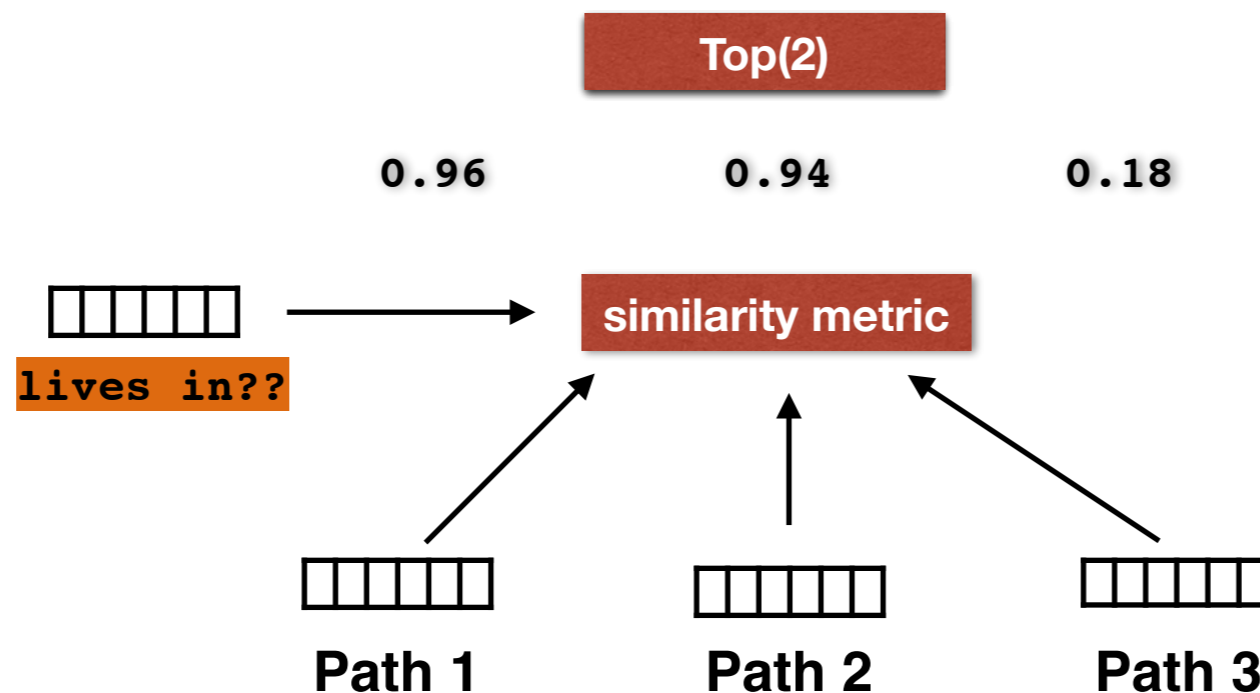 Top(2)
0.96 0.94 0.18
similarity metric
lives in??
Path 1 Path 2 Path 3